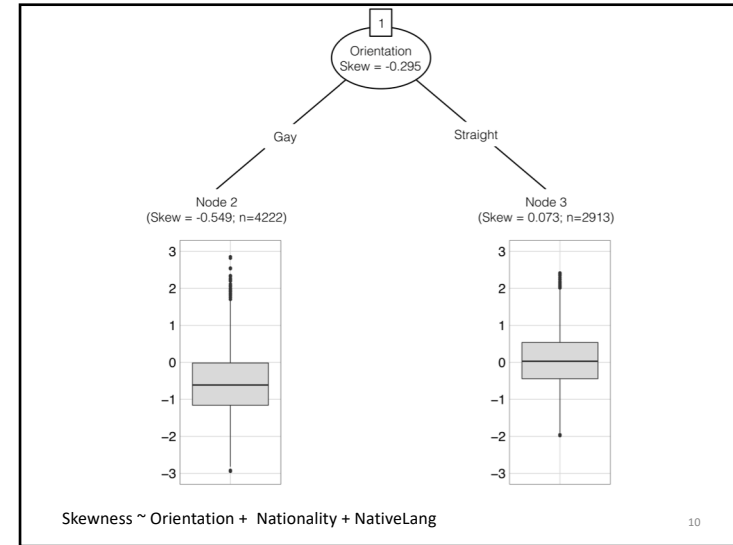 1
Orientation
Skew = -0.295
Gay
Straight
Node 2
(Skew = -0.549; n=4222)
Node 3
(Skew = 0.073; n=2913)
3
2
1
0
−1
−2
−3
3
2
1
0
−1
−2
−3
Skewness ~ Orientation + Nationality + NativeLang
10